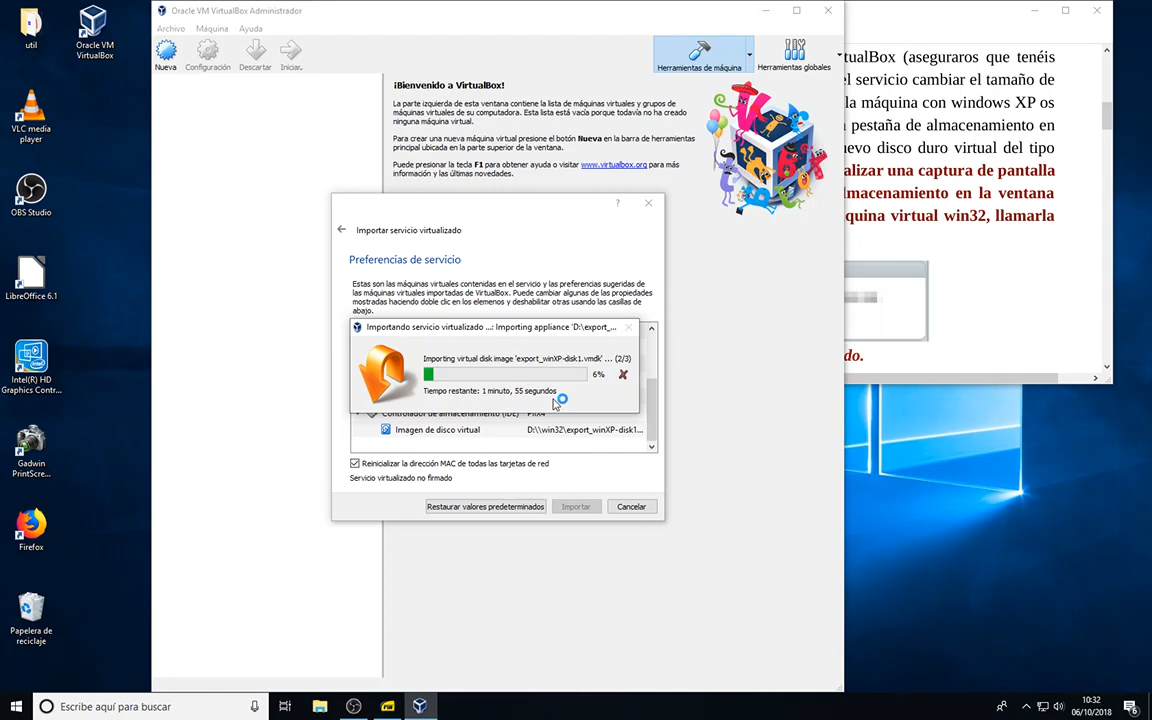 util
Oracle VM
VirtualBox
VLC media
player
OBS Studio
LibreOffice 6.1
Intel(R) HD
Graphics Contr...
Gadwin
PrintScre...
Firefox
Papelera de
reciclaje
Oracle VM VirtualBox Administrador
Archivo Máquina Ayuda
Nueva Configuración Descartar Iniciar
Herramientas de máquina Herramientas globales
¡Bienvenido a VirtualBox!
La parte izquierda de esta ventana contiene la lista de máquinas virtuales y grupos de
máquinas virtuales de su computadora. Esta lista está vacía porque todavía no ha creado
ninguna máquina virtual.
Para crear una nueva máquina virtual presione el botón Nueva en la barra de herramientas
principal ubicada en la parte superior de la ventana.
Puede presionar la tecla F1 para obtener ayuda o visitar www.virtualbox.org para más
información y las últimas novedades.
Importar servicio virtualizado
Preferencias de servicio
Estas son las máquinas virtuales contenidas en el servicio y las preferencias sugeridas de
las máquinas virtuales importadas de VirtualBox. Puede cambiar algunas de las propiedades
mostradas haciendo doble clic en los elemenos y deshabilitar otras usando las casillas de
abajo.
Importando servicio virtualizado ...: Importing appliance 'D:\export_...
Importing virtual disk image 'export_winXP-disk1.vmdk' ... (2/3)
6%
Tiempo restante: 1 minuto, 55 segundos
Controlador de almacenamiento (IDE) PIIX4
Imagen de disco virtual D:\\win32\export_winXP-disk1...
Reinicializar la dirección MAC de todas las tarjetas de red
Servicio virtualizado no firmado
Restaurar valores predeterminados Importar Cancelar
tualBox (aseguraros que tenéis
el servicio cambiar el tamaño de
la máquina con windows XP os
pestaña de almacenamiento en
uevo disco duro virtual del tipo
alizar una captura de pantalla
lmacenamiento en la ventana
quina virtual win32, llamarla
do.
Escribe aquí para buscar
10:32
06/10/2018
6